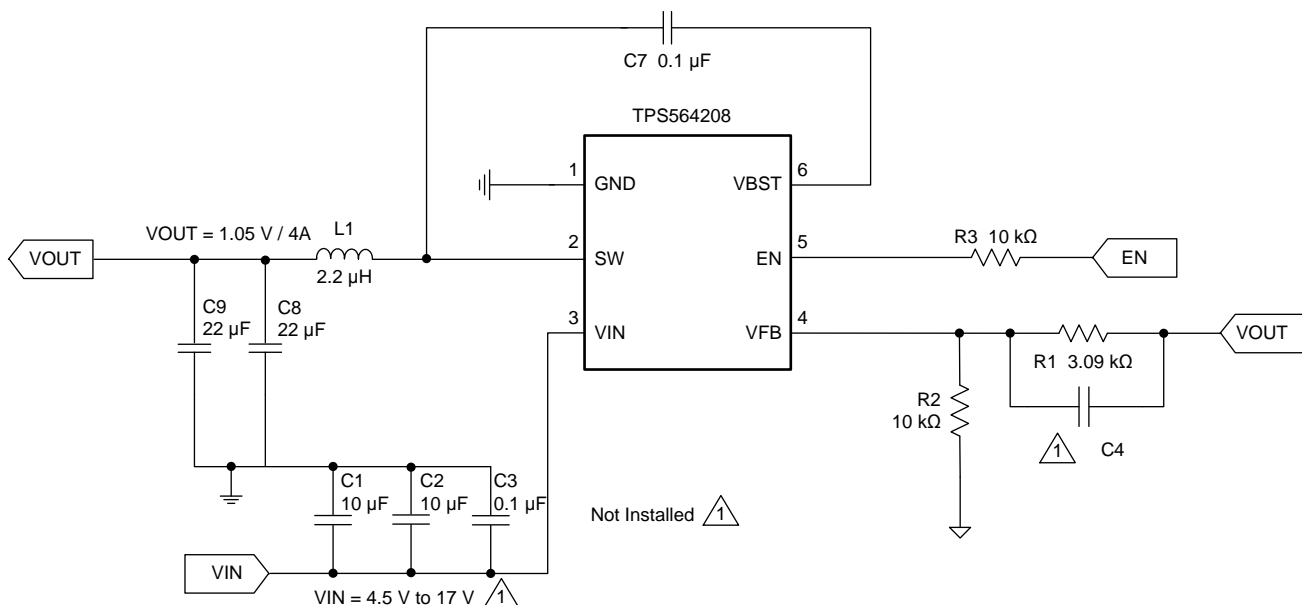 C7 0.1 µF
TPS564208
1
GND
VBST
6
VOUT = 1.05 V / 4A
L1
2
SW
EN
5
R3 10 kΩ
EN
VOUT
2.2 µH
C9
22 µF
C8
22 µF
3
VIN
VFB
4
VOUT
R1 3.09 kΩ
R2
10 kΩ
1
C4
C1
10 µF
C2
10 µF
C3
0.1 µF
Not Installed 1
VIN
VIN = 4.5 V to 17 V 1